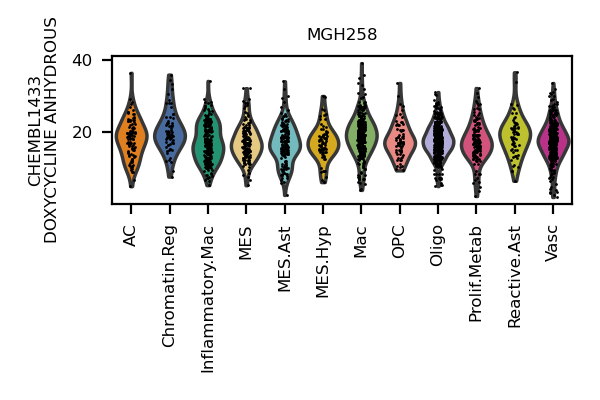 MGH258
CHEMBL1433
DOXYCYCLINE ANHYDROUS
40
20
AC
Chromatin.Reg
Inflammatory.Mac
MES
MES.Ast
MES.Hyp
Mac
OPC
Oligo
Prolif.Metab
Reactive.Ast
Vasc